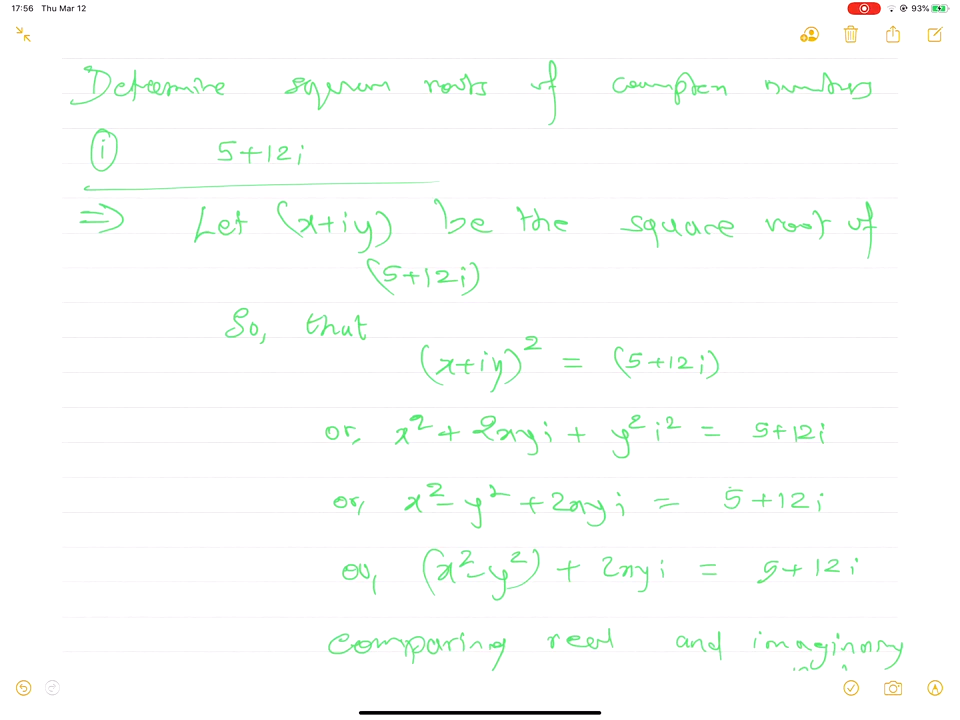 17:56 Thu Mar 12 93%
Determine square roots of complex numbers
(i) 5+12i
⇒ Let (x+iy) be the square root of
(5+12i)
So, that
(x+iy)² = (5+12i)
or, x² + 2xyi + y² i² = 5+12i
or, x² - y² + 2xyi = 5+12i
or, (x² - y²) + 2xyi = 5+12i
Comparing real and imaginary